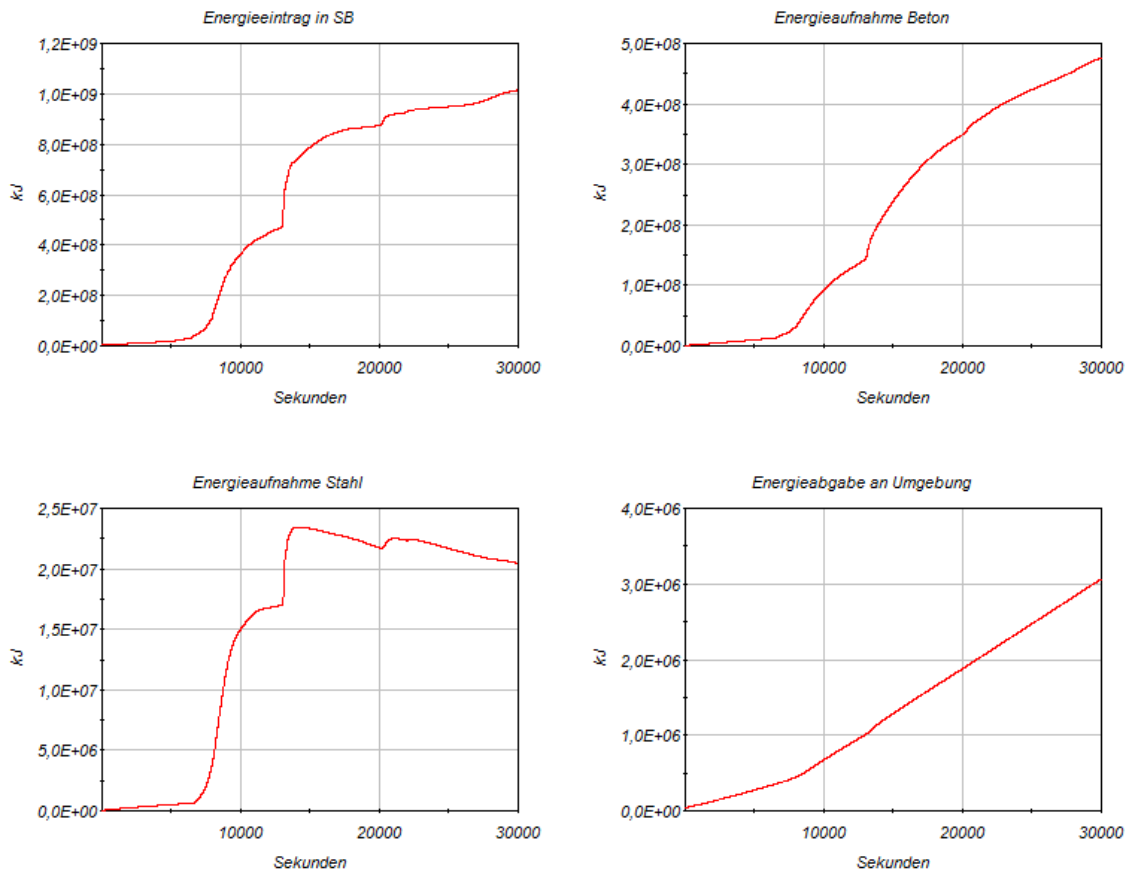 Energieeintrag in SB
1,2E+09
1,0E+09
8,0E+08
6,0E+08
4,0E+08
2,0E+08
0,0E+00
kJ
10000 20000 30000
Sekunden
Energieaufnahme Beton
5,0E+08
4,0E+08
3,0E+08
2,0E+08
1,0E+08
0,0E+00
kJ
10000 20000 30000
Sekunden
Energieaufnahme Stahl
2,5E+07
2,0E+07
1,5E+07
1,0E+07
5,0E+06
0,0E+00
kJ
10000 20000 30000
Sekunden
Energieabgabe an Umgebung
4,0E+06
3,0E+06
2,0E+06
1,0E+06
0,0E+00
kJ
10000 20000 30000
Sekunden